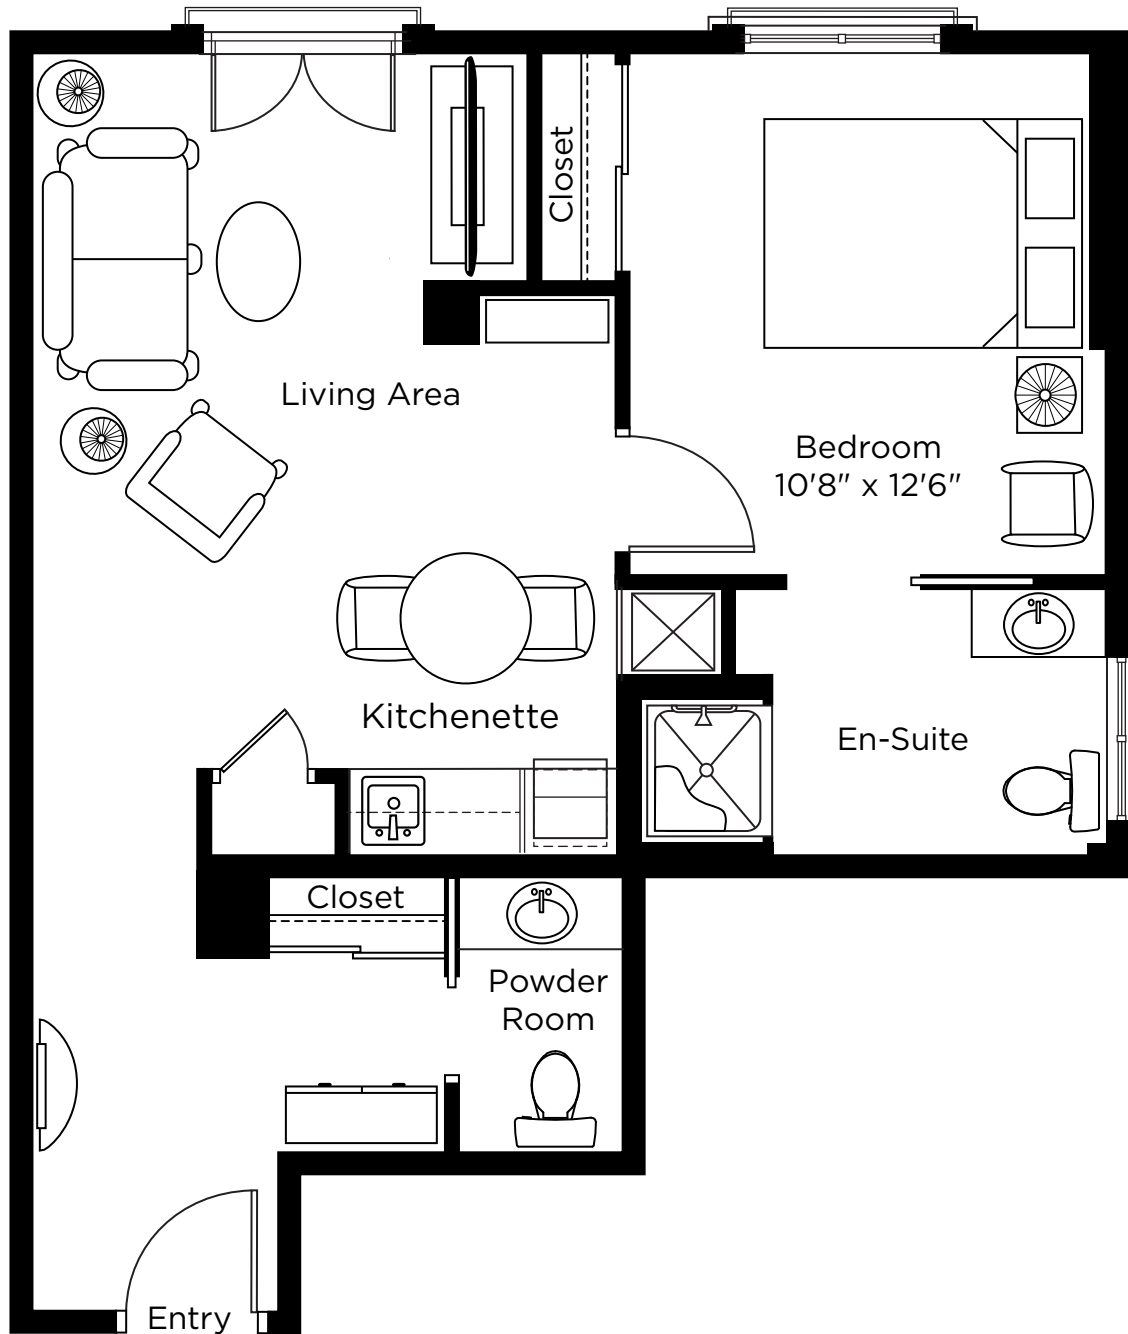 Closet
Living Area
Bedroom
10'8" x 12'6"
Kitchenette
En-Suite
Closet
Powder
Room
Entry